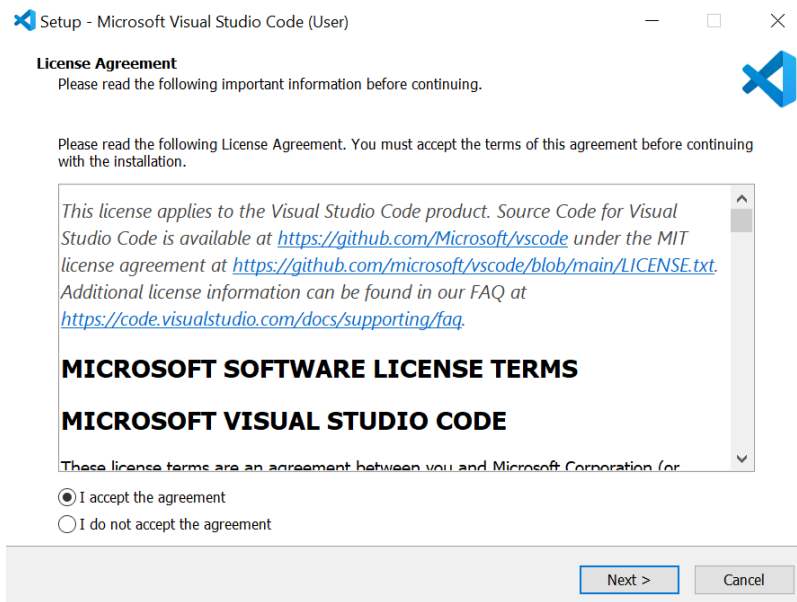 Setup - Microsoft Visual Studio Code (User)
License Agreement
Please read the following important information before continuing.
Please read the following License Agreement. You must accept the terms of this agreement before continuing
with the installation.
This license applies to the Visual Studio Code product. Source Code for Visual
Studio Code is available at https://github.com/Microsoft/vscode under the MIT
license agreement at https://github.com/microsoft/vscode/blob/main/LICENSE.txt.
Additional license information can be found in our FAQ at
https://code.visualstudio.com/docs/supporting/faq.
MICROSOFT SOFTWARE LICENSE TERMS
MICROSOFT VISUAL STUDIO CODE
These license terms are an agreement between you and Microsoft Corporation (or
I accept the agreement
I do not accept the agreement
Next >
Cancel